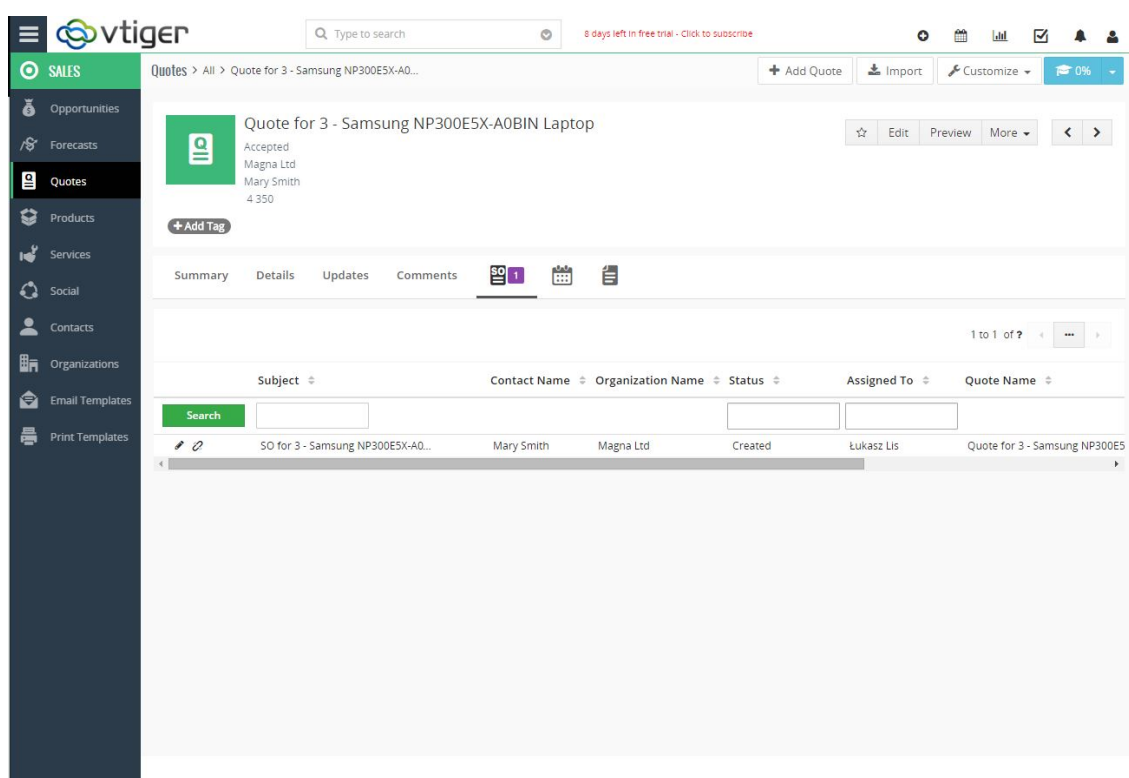 vtiger
Type to search
8 days left in free trial - Click to subscribe
SALES
Quotes > All > Quote for 3 - Samsung NP300E5X-A0...
+ Add Quote
Import
Customize
0%
Opportunities
Forecasts
Quotes
Products
Services
Social
Contacts
Organizations
Email Templates
Print Templates
Quote for 3 - Samsung NP300E5X-A0BIN Laptop
Accepted
Magna Ltd
Mary Smith
4 350
+ Add Tag
Edit Preview More
Summary Details Updates Comments SO 1
1 to 1 of ? ...
Subject Contact Name Organization Name Status Assigned To Quote Name
Search
SO for 3 - Samsung NP300E5X-A0... Mary Smith Magna Ltd Created Łukasz Lis Quote for 3 - Samsung NP300E5